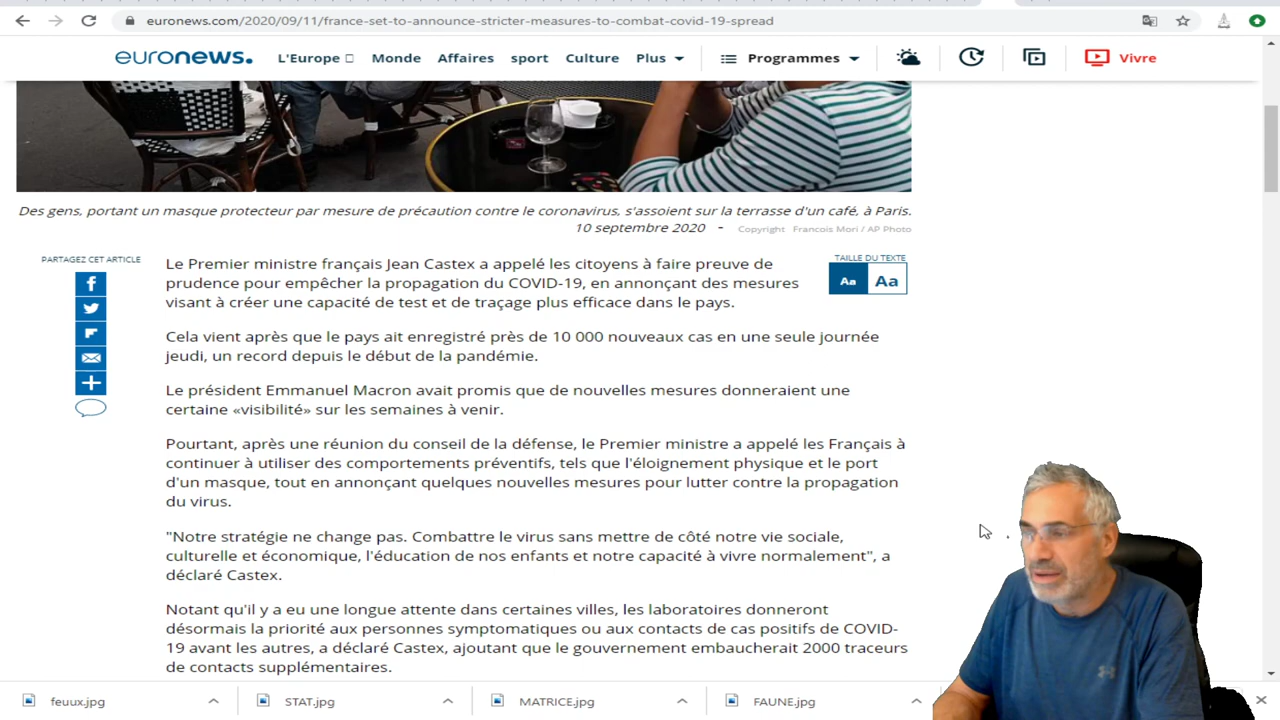 euronews.com/2020/09/11/france-set-to-announce-stricter-measures-to-combat-covid-19-spread
euronews. L'Europe Monde Affaires sport Culture Plus Programmes Vivre
Des gens, portant un masque protecteur par mesure de précaution contre le coronavirus, s'assoient sur la terrasse d'un café, à Paris.
10 septembre 2020 - Copyright Francois Mori / AP Photo
PARTAGEZ CET ARTICLE
TAILLE DU TEXTE
Aa Aa
Le Premier ministre français Jean Castex a appelé les citoyens à faire preuve de
prudence pour empêcher la propagation du COVID-19, en annonçant des mesures
visant à créer une capacité de test et de traçage plus efficace dans le pays.
Cela vient après que le pays ait enregistré près de 10 000 nouveaux cas en une seule journée
jeudi, un record depuis le début de la pandémie.
Le président Emmanuel Macron avait promis que de nouvelles mesures donneraient une
certaine «visibilité» sur les semaines à venir.
Pourtant, après une réunion du conseil de la défense, le Premier ministre a appelé les Français à
continuer à utiliser des comportements préventifs, tels que l'éloignement physique et le port
d'un masque, tout en annonçant quelques nouvelles mesures pour lutter contre la propagation
du virus.
"Notre stratégie ne change pas. Combattre le virus sans mettre de côté notre vie sociale,
culturelle et économique, l'éducation de nos enfants et notre capacité à vivre normalement", a
déclaré Castex.
Notant qu'il y a eu une longue attente dans certaines villes, les laboratoires donneront
désormais la priorité aux personnes symptomatiques ou aux contacts de cas positifs de COVID-
19 avant les autres, a déclaré Castex, ajoutant que le gouvernement embaucherait 2000 traceurs
de contacts supplémentaires.
feuux.jpg STAT.jpg MATRICE.jpg FAUNE.jpg